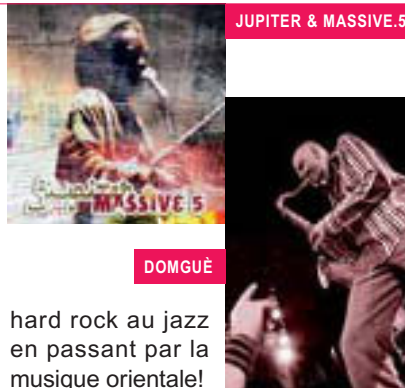 JUPITER & MASSIVE.5
MASSIVE 5
DOMGUÈ
hard rock au jazz
en passant par la
musique orientale!